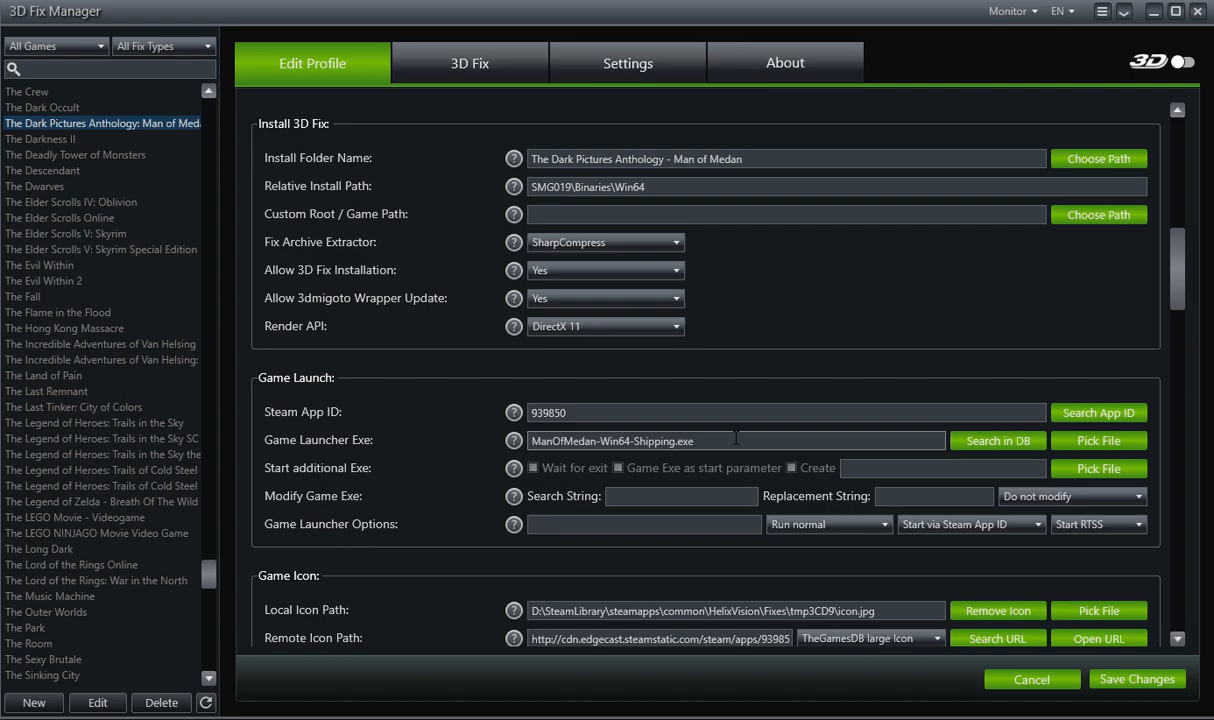 3D Fix Manager
Monitor
EN
All Games
All Fix Types
The Crew
The Dark Occult
The Dark Pictures Anthology: Man of Med
The Darkness II
The Deadly Tower of Monsters
The Descendant
The Dwarves
The Elder Scrolls IV: Oblivion
The Elder Scrolls Online
The Elder Scrolls V: Skyrim
The Elder Scrolls V: Skyrim Special Edition
The Evil Within
The Evil Within 2
The Fall
The Flame in the Flood
The Hong Kong Massacre
The Incredible Adventures of Van Helsing
The Incredible Adventures of Van Helsing:
The Land of Pain
The Last Remnant
The Last Tinker: City of Colors
The Legend of Heroes: Trails in the Sky
The Legend of Heroes: Trails in the Sky SC
The Legend of Heroes: Trails in the Sky the
The Legend of Heroes: Trails of Cold Steel
The Legend of Heroes: Trails of Cold Steel
The Legend of Zelda - Breath Of The Wild
The LEGO Movie - Videogame
The LEGO NINJAGO Movie Video Game
The Long Dark
The Lord of the Rings Online
The Lord of the Rings: War in the North
The Music Machine
The Outer Worlds
The Park
The Room
The Sexy Brutale
The Sinking City
New
Edit
Delete
Edit Profile
3D Fix
Settings
About
3D
Install 3D Fix:
Install Folder Name: ? The Dark Pictures Anthology - Man of Medan Choose Path
Relative Install Path: ? SMG019\Binaries\Win64
Custom Root / Game Path: ? Choose Path
Fix Archive Extractor: ? SharpCompress
Allow 3D Fix Installation: ? Yes
Allow 3dmigoto Wrapper Update: ? Yes
Render API: ? DirectX 11
Game Launch:
Steam App ID: ? 939850 Search App ID
Game Launcher Exe: ? ManOfMedan-Win64-Shipping.exe Search in DB Pick File
Start additional Exe: ? Wait for exit Game Exe as start parameter Create Pick File
Modify Game Exe: ? Search String: Replacement String: Do not modify
Game Launcher Options: ? Run normal Start via Steam App ID Start RTSS
Game Icon:
Local Icon Path: ? D:\SteamLibrary\steamapps\common\HelixVision\Fixes\tmp3CD9\icon.jpg Remove Icon Pick File
Remote Icon Path: ? http://cdn.edgecast.steamstatic.com/steam/apps/93985 TheGamesDB large Icon Search URL Open URL
Cancel
Save Changes